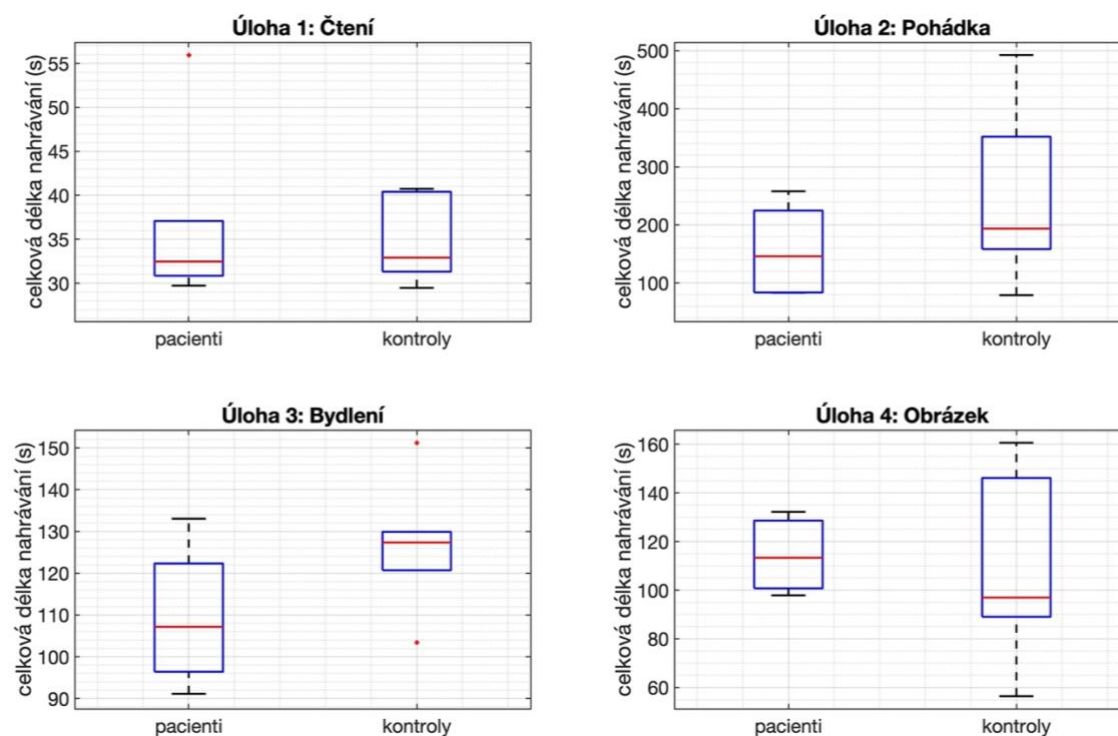 Úloha 1: Čtení
celková délka nahrávání (s)
55
50
45
40
35
30
pacienti
kontroly
Úloha 2: Pohádka
celková délka nahrávání (s)
500
400
300
200
100
pacienti
kontroly
Úloha 3: Bydlení
celková délka nahrávání (s)
150
140
130
120
110
100
90
pacienti
kontroly
Úloha 4: Obrázek
celková délka nahrávání (s)
160
140
120
100
80
60
pacienti
kontroly